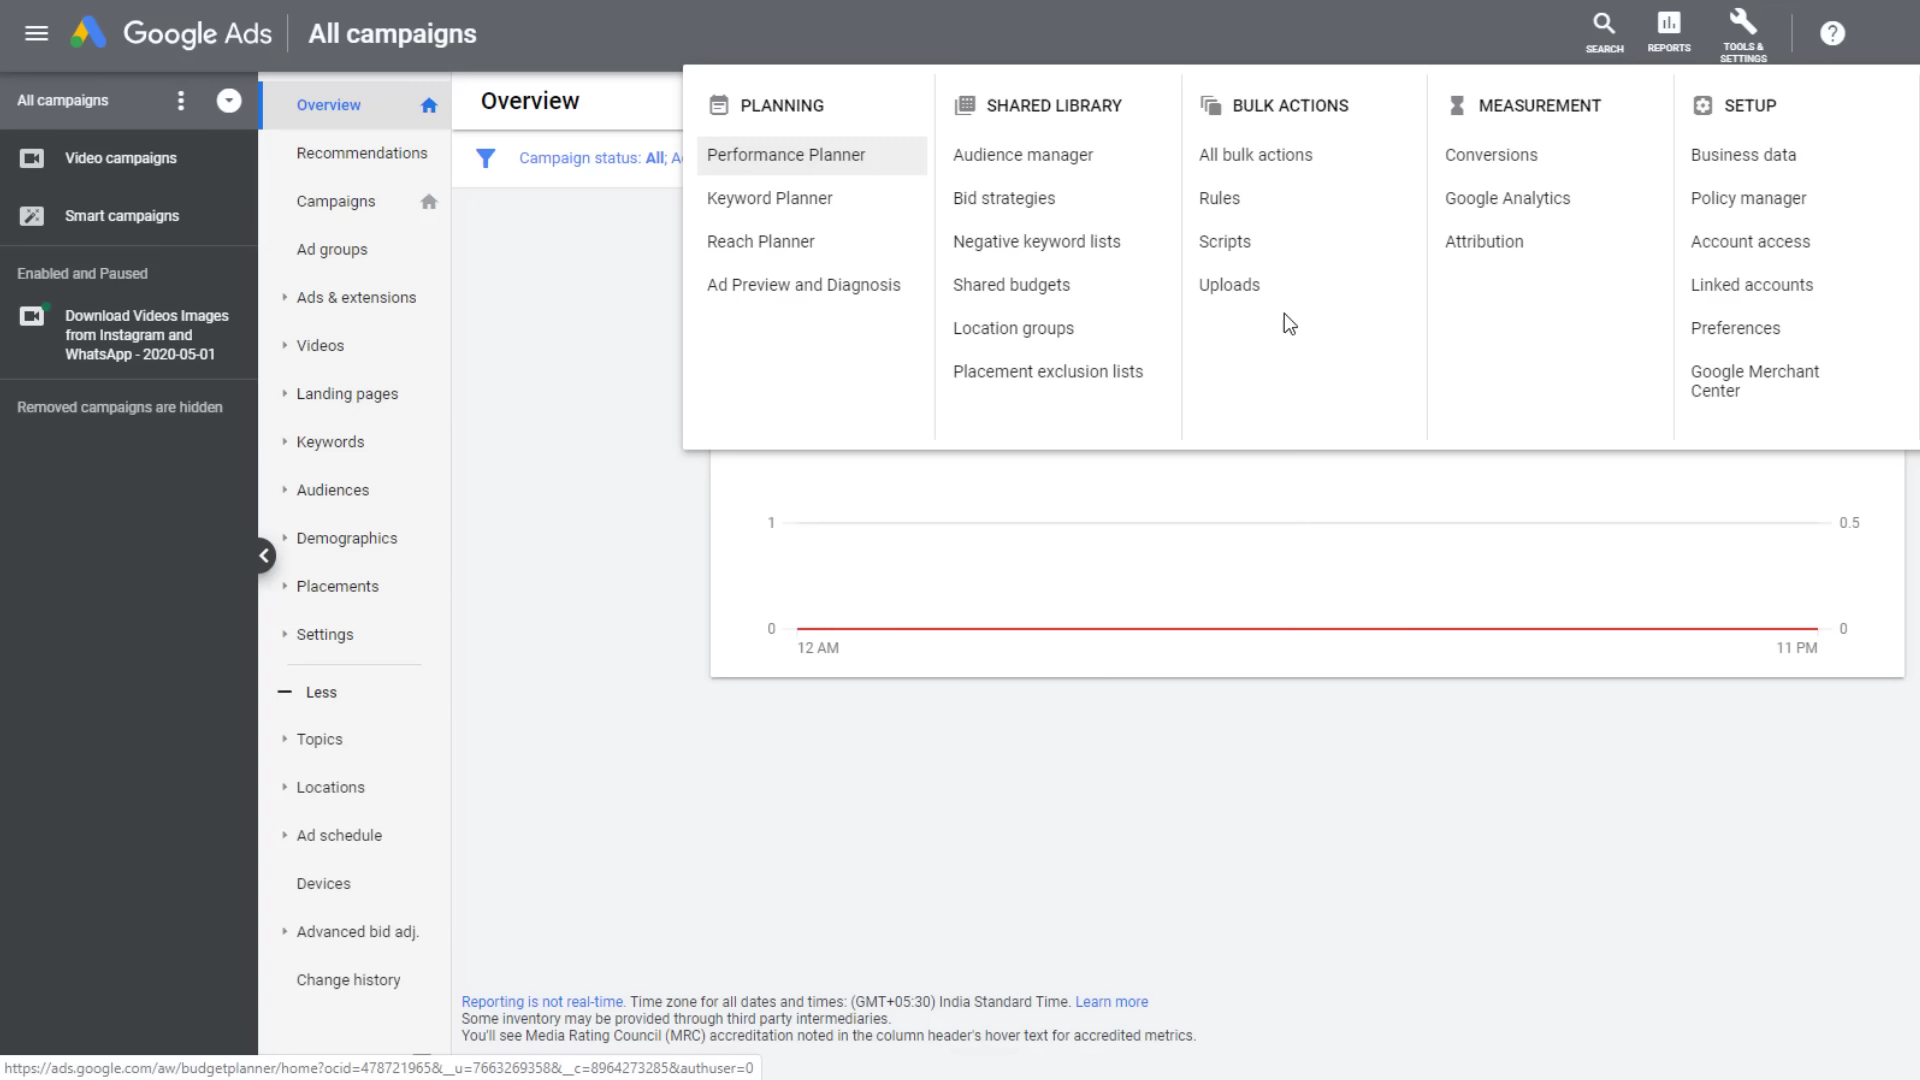 Google Ads
All campaigns
SEARCH
REPORTS
TOOLS &
SETTINGS
All campaigns
Video campaigns
Smart campaigns
Enabled and Paused
Download Videos Images
from Instagram and
WhatsApp - 2020-05-01
Removed campaigns are hidden
Overview
Recommendations
Campaigns
Ad groups
Ads & extensions
Videos
Landing pages
Keywords
Audiences
Demographics
Placements
Settings
Less
Topics
Locations
Ad schedule
Devices
Advanced bid adj.
Change history
Overview
Campaign status: All; A
PLANNING
Performance Planner
Keyword Planner
Reach Planner
Ad Preview and Diagnosis
SHARED LIBRARY
Audience manager
Bid strategies
Negative keyword lists
Shared budgets
Location groups
Placement exclusion lists
BULK ACTIONS
All bulk actions
Rules
Scripts
Uploads
MEASUREMENT
Conversions
Google Analytics
Attribution
SETUP
Business data
Policy manager
Account access
Linked accounts
Preferences
Google Merchant
Center
1
0.5
0
0
12 AM
11 PM
Reporting is not real-time. Time zone for all dates and times: (GMT+05:30) India Standard Time. Learn more
Some inventory may be provided through third party intermediaries.
You'll see Media Rating Council (MRC) accreditation noted in the column header's hover text for accredited metrics.
https://ads.google.com/aw/budgetplanner/home?ocid=478721965&__u=7663269358&__c=8964273285&authuser=0